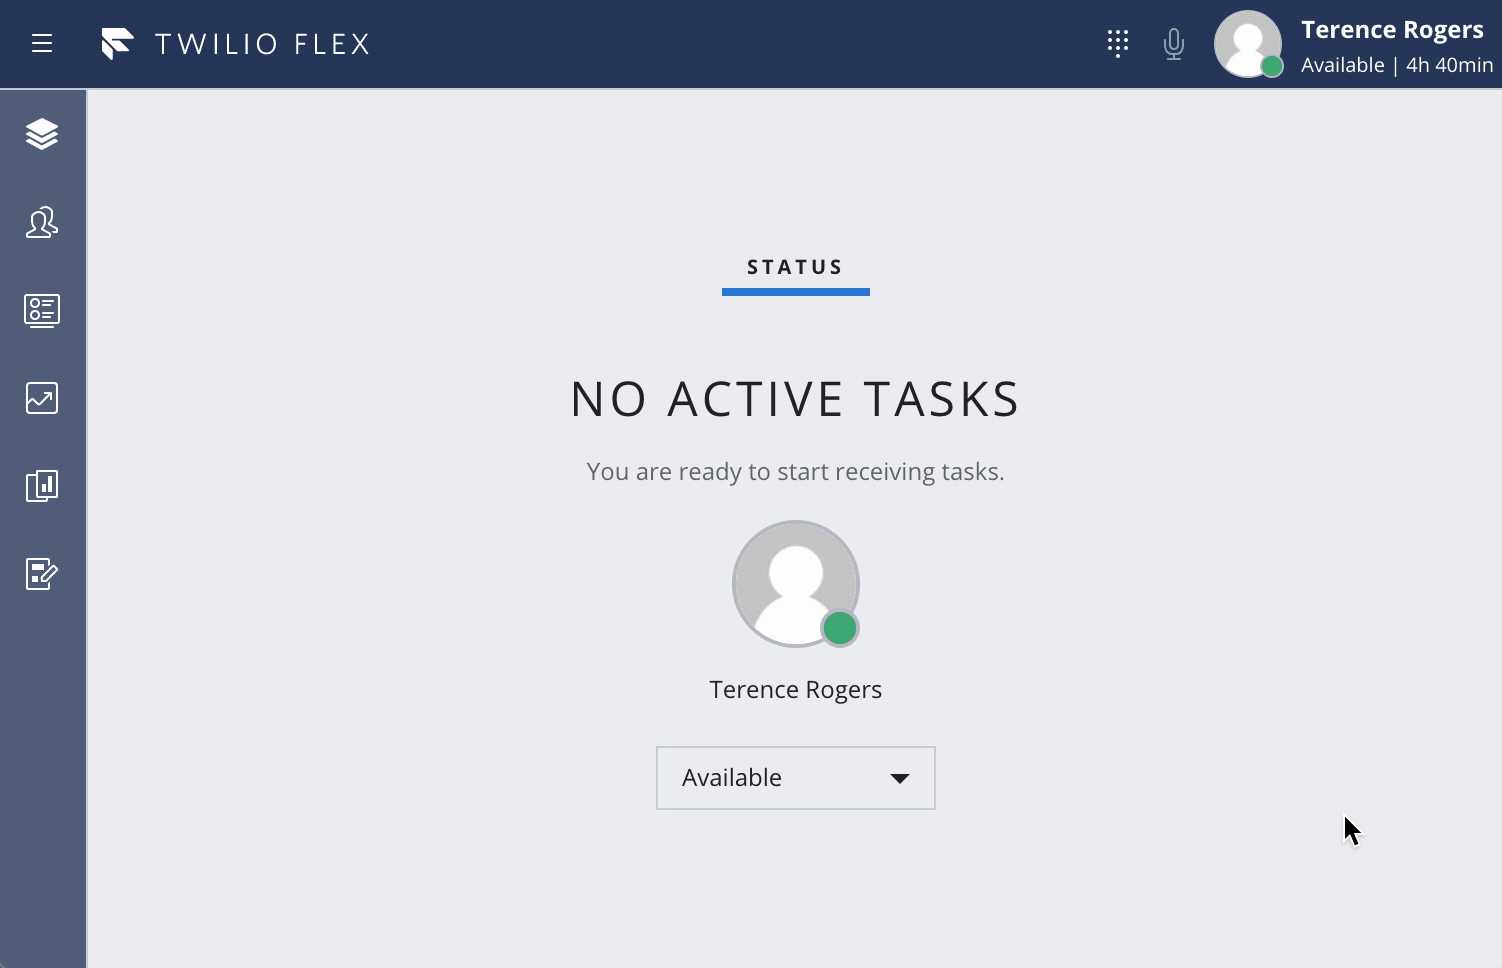 TWILIO FLEX
Terence Rogers
Available | 4h 40min
STATUS
NO ACTIVE TASKS
You are ready to start receiving tasks.
Terence Rogers
Available